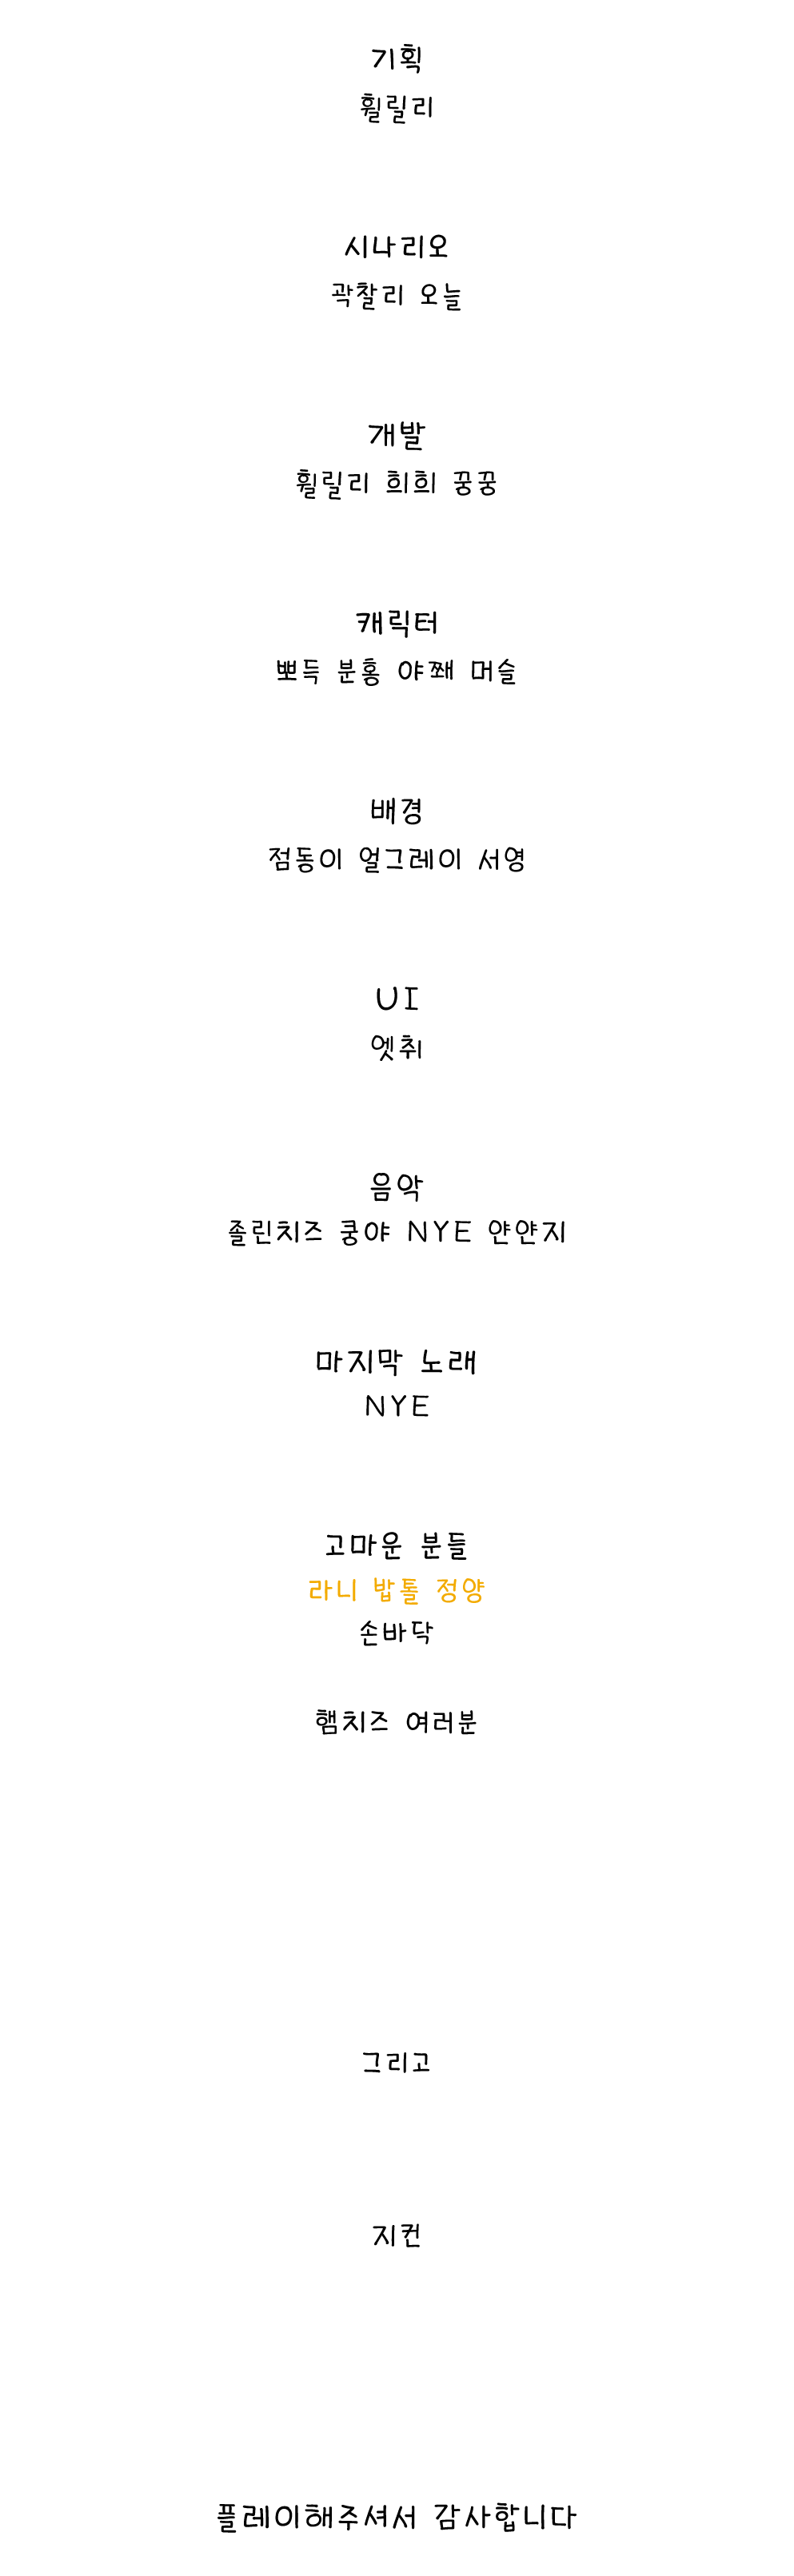 기획
휠릴리
시나리오
곽찰리 오늘
개발
휠릴리 희희 꿍꿍
캐릭터
뽀득 분홍 야쫴 머슬
배경
점동이 얼그레이 서영
UI
엣취
음악
졸린치즈 쿵야 NYE 얀얀지
마지막 노래
NYE
고마운 분들
라니 밥톨 정양
손바닥
햄치즈 여러분
그리고
지컨
플레이해주셔서 감사합니다